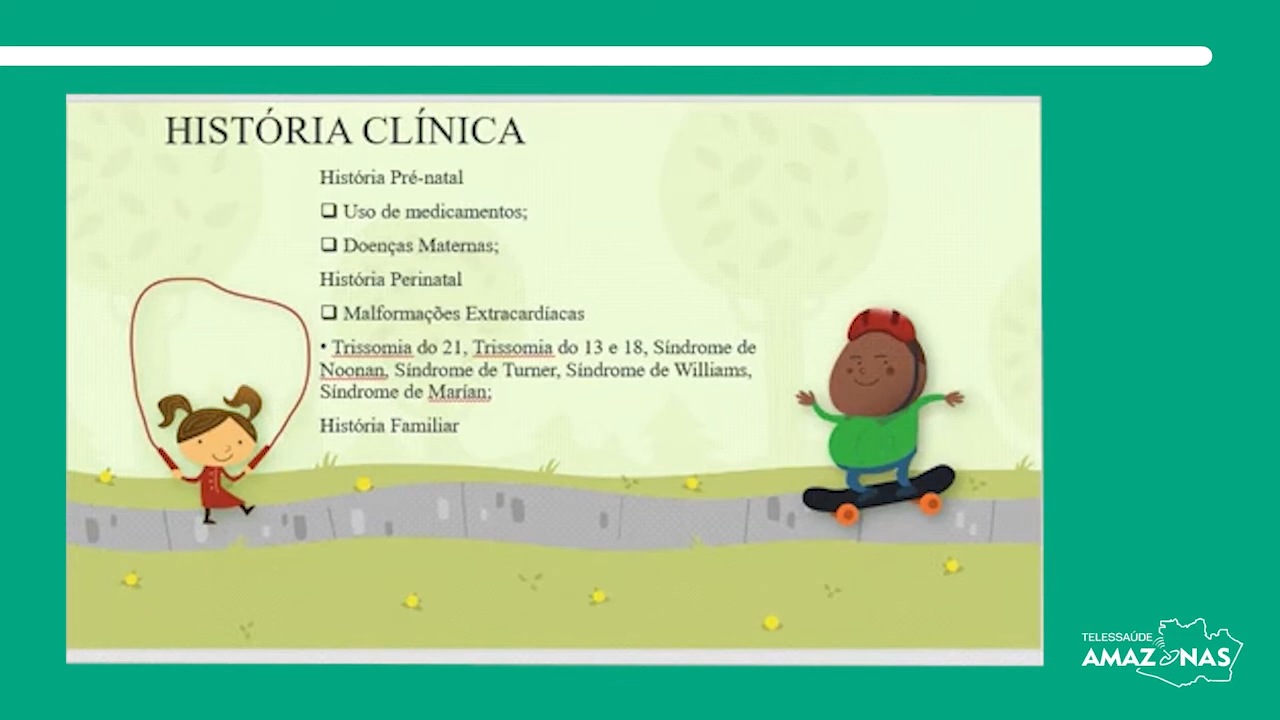 HISTÓRIA CLÍNICA
História Pré-natal
❑ Uso de medicamentos;
❑ Doenças Maternas;
História Perinatal
❑ Malformações Extracardíacas
• Trissomia do 21, Trissomia do 13 e 18, Síndrome de
Noonan, Síndrome de Turner, Síndrome de Williams,
Síndrome de Marían;
História Familiar
TELESSAÚDE
AMAZONAS